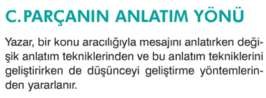 C. PARÇANIN ANLATIM YÖNÜ
Yazar, bir konu aracılığıyla mesajını anlatırken deği-
şik anlatım tekniklerinden ve bu anlatım tekniklerini
geliştirirken de düşünceyi geliştirme yöntemlerin-
den yararlanır.